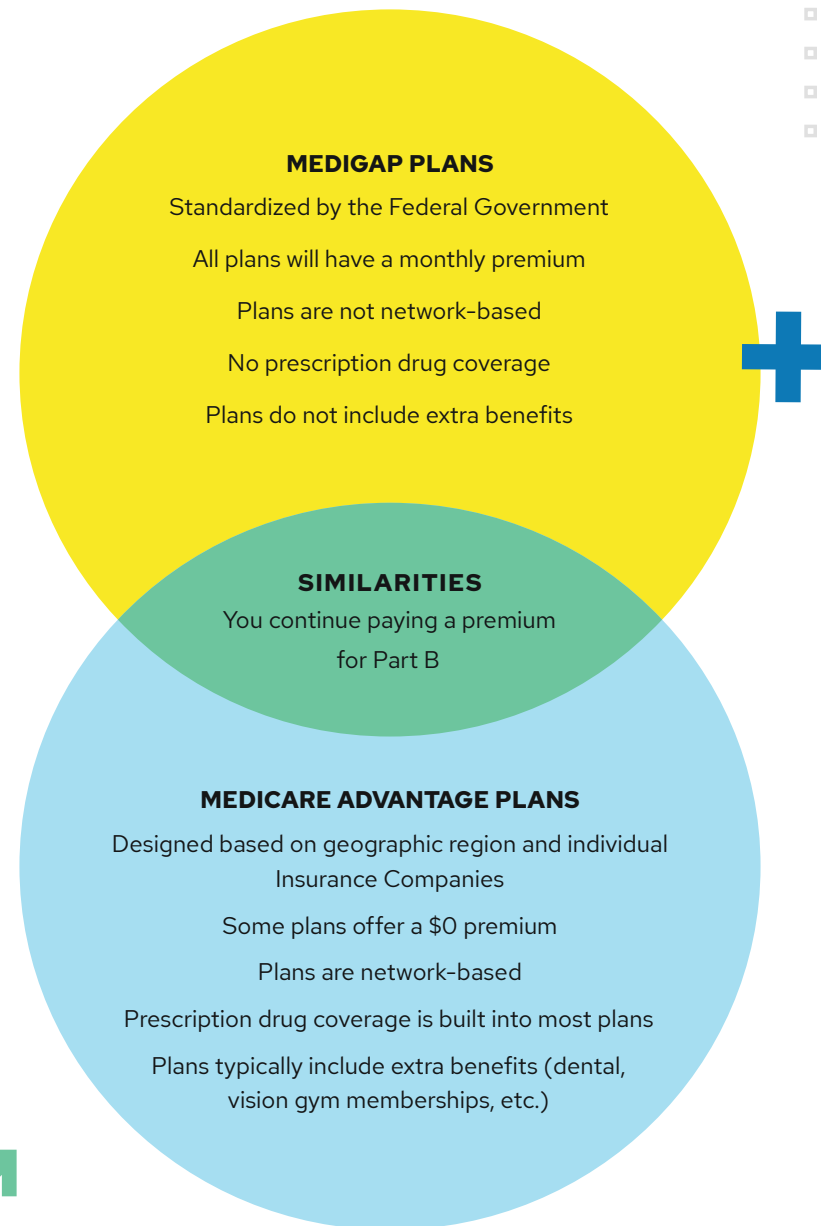 MEDIGAP PLANS
Standardized by the Federal Government
All plans will have a monthly premium
Plans are not network-based
No prescription drug coverage
Plans do not include extra benefits
SIMILARITIES
You continue paying a premium
for Part B
MEDICARE ADVANTAGE PLANS
Designed based on geographic region and individual
Insurance Companies
Some plans offer a $0 premium
Plans are network-based
Prescription drug coverage is built into most plans
Plans typically include extra benefits (dental,
vision gym memberships, etc.)